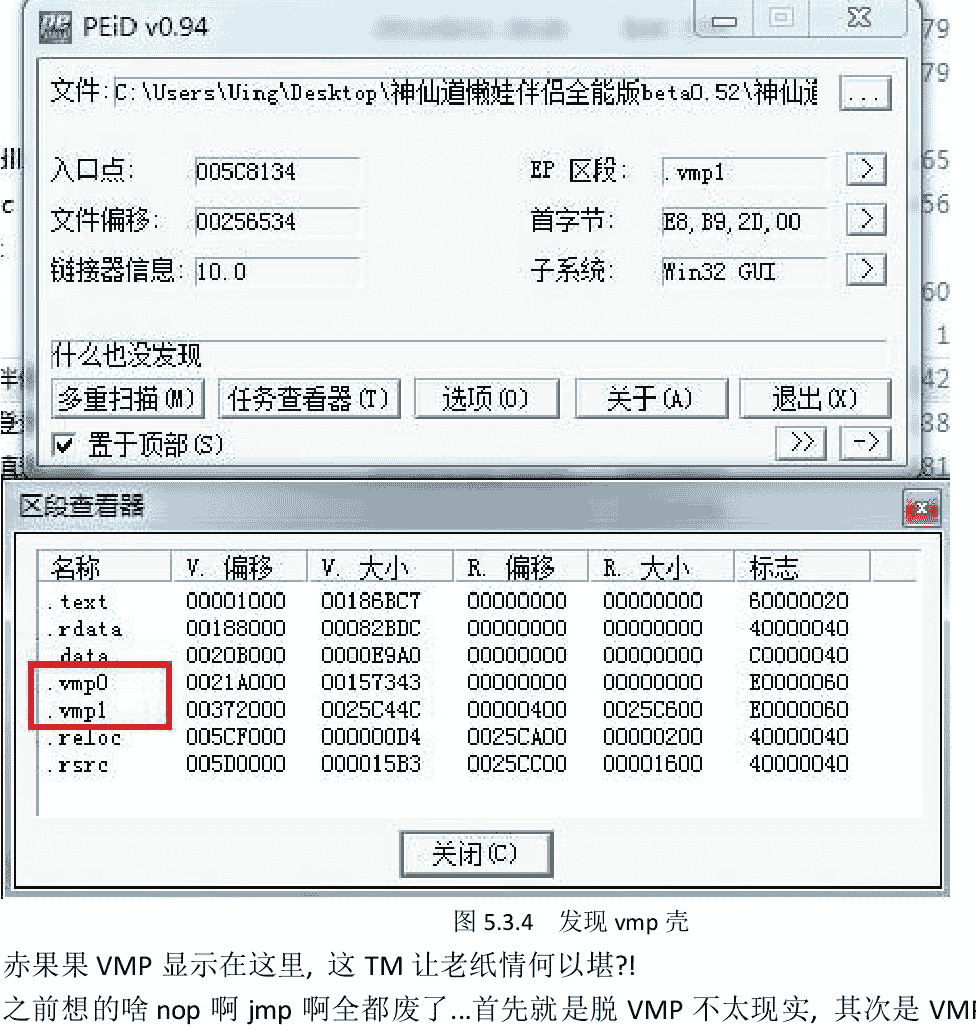 PEiD v0.94
79
文件: C:\Users\Wing\Desktop\神仙道懒娃伴侣全能版beta0.52\神仙道 ...
79
入口点: 005C8134 EP 区段: .vmp1 >
65
文件偏移: 00256534 首字节: E8,B9,2D,00 >
56
链接器信息: 10.0 子系统: Win32 GUI >
60
1
什么也没发现
多重扫描(M) 任务查看器(T) 选项(O) 关于(A) 退出(X)
42
38
置于顶部(S) >> ->
81
区段查看器
名称 V. 偏移 V. 大小 R. 偏移 R. 大小 标志
.text 00001000 00186BC7 00000000 00000000 60000020
.rdata 00188000 00082BDC 00000000 00000000 40000040
.data 0020B000 0000E9A0 00000000 00000000 C0000040
.vmp0 0021A000 00157343 00000000 00000000 E0000060
.vmp1 00372000 0025C44C 00000400 0025C600 E0000060
.reloc 005CF000 000000D4 0025CA00 00000200 40000040
.rsrc 005D0000 000015B3 0025CC00 00001600 40000040
关闭(C)
图 5.3.4 发现 vmp 壳
赤果果 VMP 显示在这里, 这 TM 让老纸情何以堪?!
之前想的啥 nop 啊 jmp 啊全都废了...首先就是脱 VMP 不太现实, 其次是